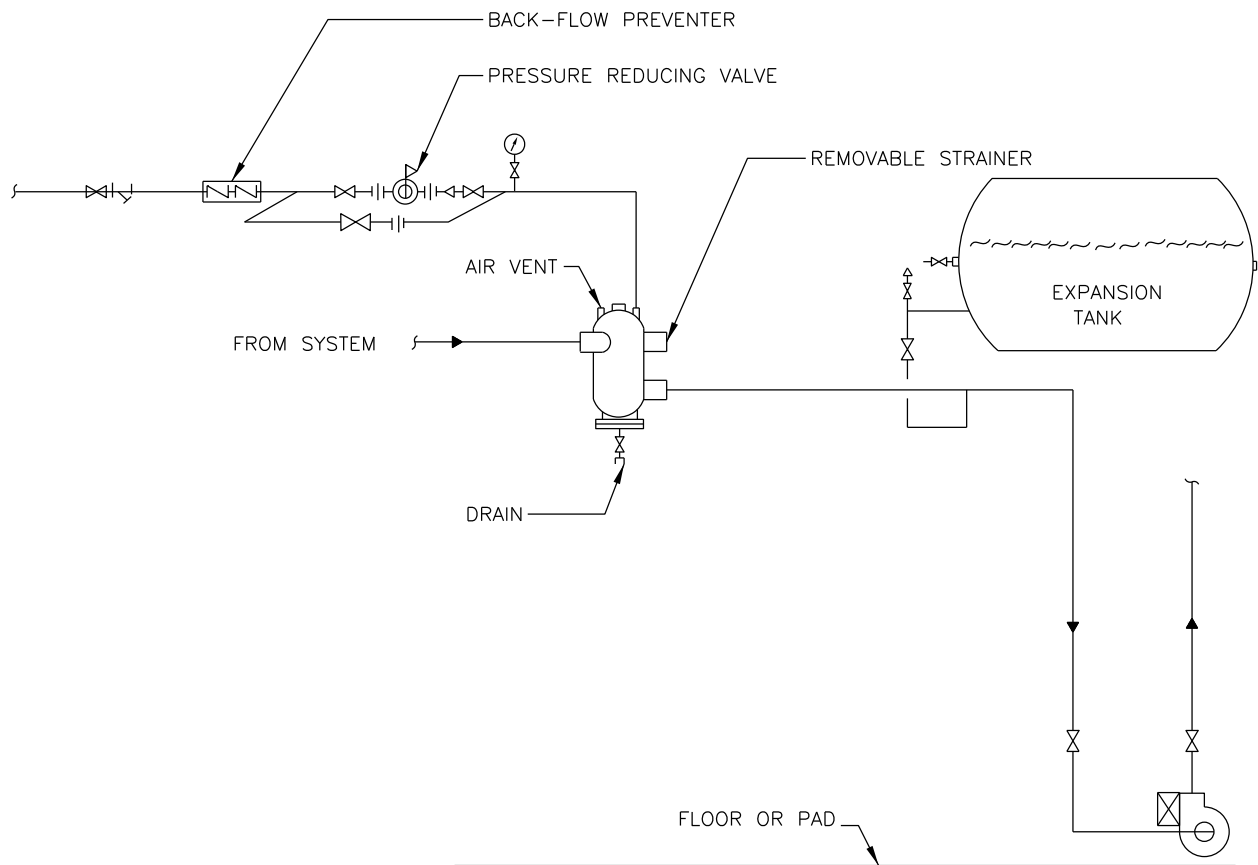 BACK-FLOW PREVENTER
PRESSURE REDUCING VALVE
REMOVABLE STRAINER
AIR VENT
EXPANSION
TANK
FROM SYSTEM
DRAIN
FLOOR OR PAD